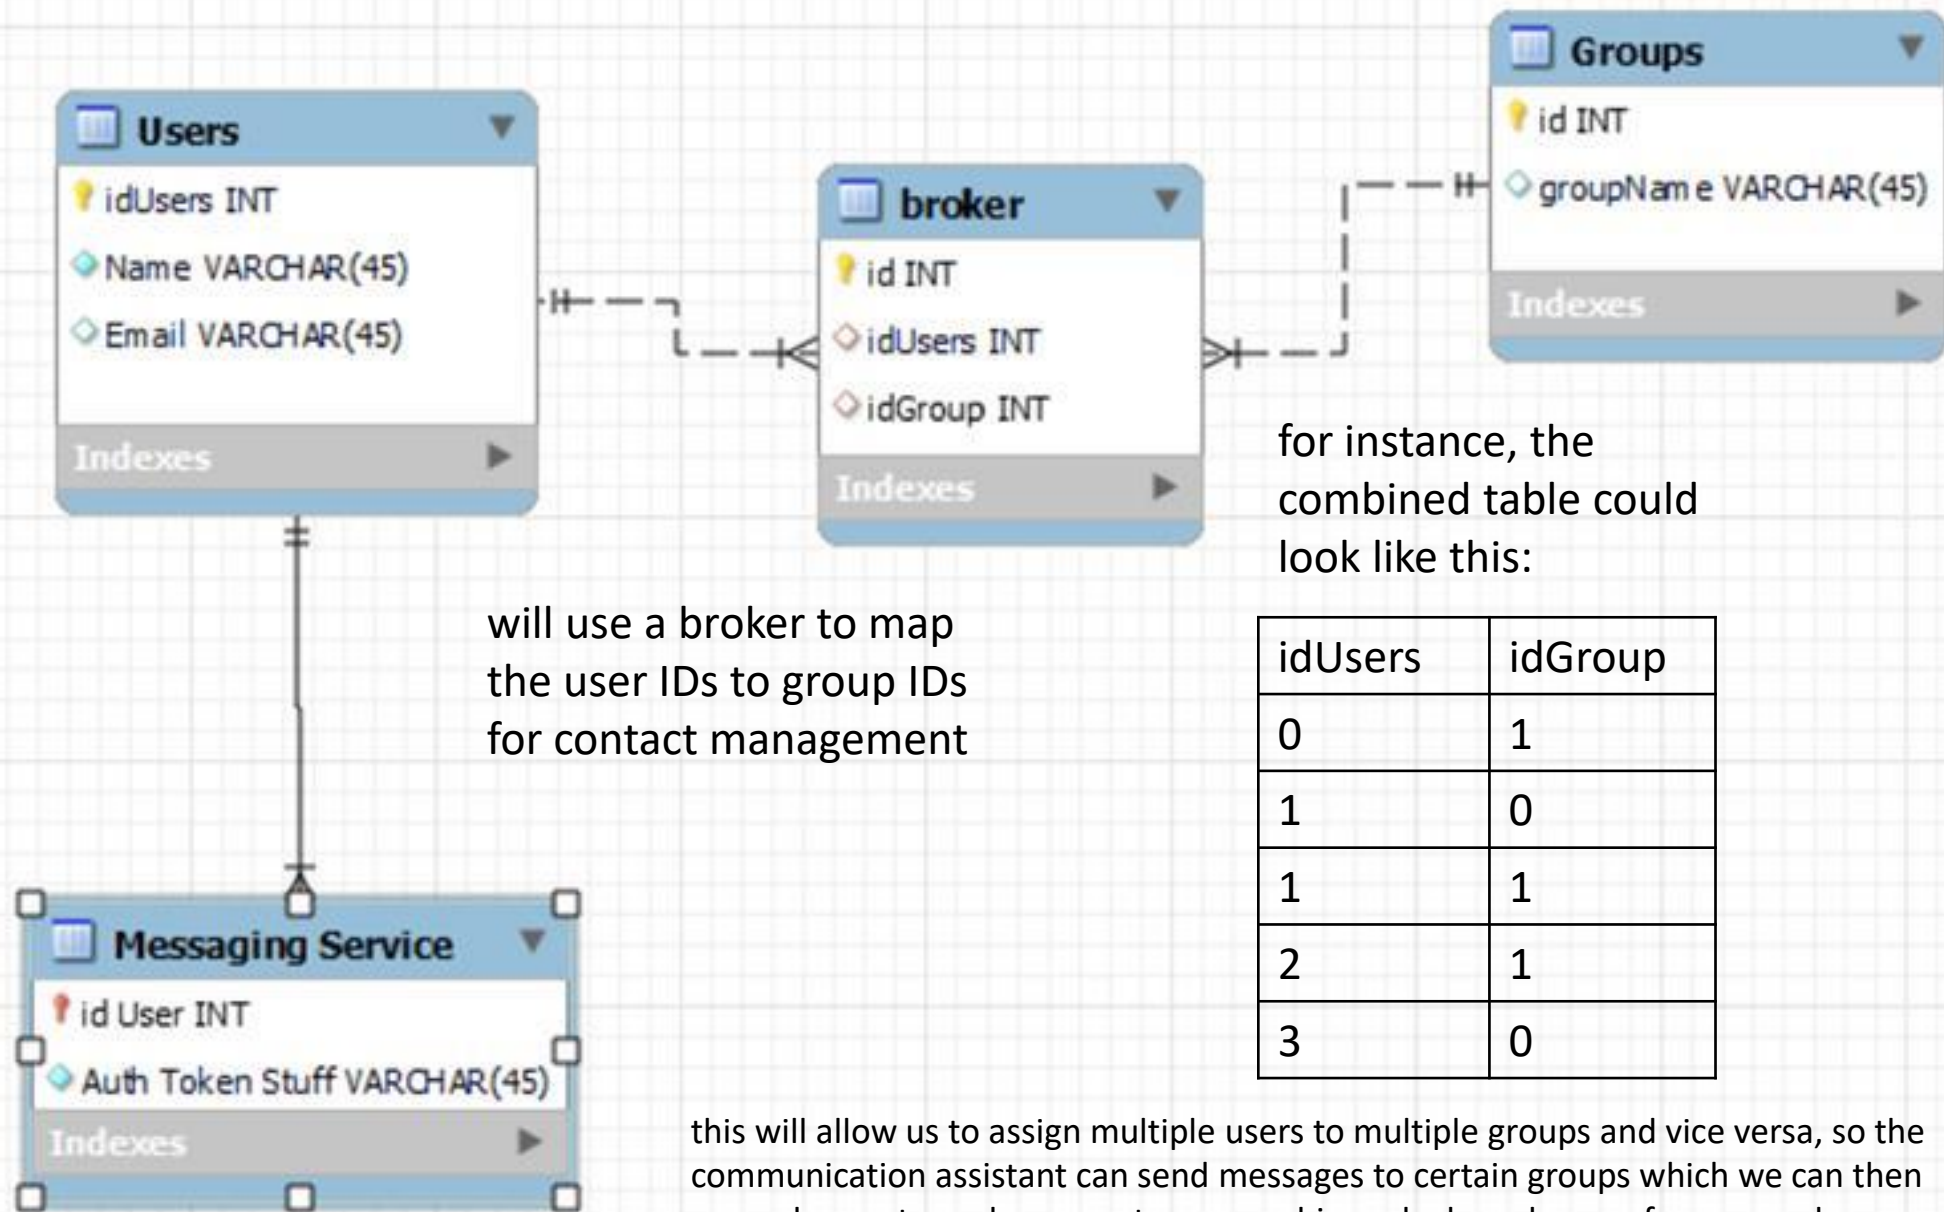 Users
idUsers INT
Name VARCHAR(45)
Email VARCHAR(45)
Indexes
broker
id INT
idUsers INT
idGroup INT
Indexes
Groups
id INT
groupName VARCHAR(45)
Indexes
for instance, the
combined table could
look like this:
will use a broker to map
the user IDs to group IDs
for contact management
idUsers idGroup
0 1
1 0
1 1
2 1
3 0
Messaging Service
id User INT
Auth Token Stuff VARCHAR(45)
Indexes
this will allow us to assign multiple users to multiple groups and vice versa, so the
communication assistant can send messages to certain groups which we can then